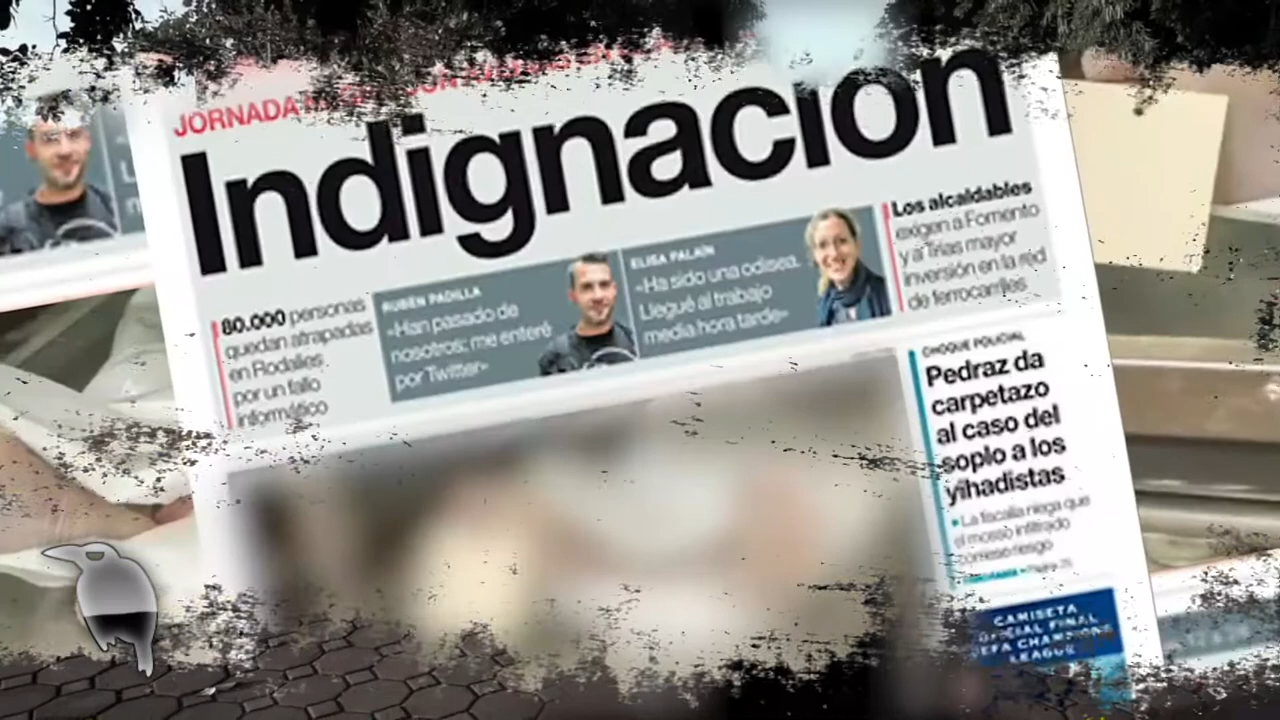 JORNADA
Indignación
80.000 personas
quedan atrapadas
en Rodalies
por un fallo
informático
RUBÉN PADILLA
«Han pasado de
nosotros; me enteré
por Twitter»
ELISA PALAÍN
«Ha sido una odisea.
Llegué al trabajo
media hora tarde»
Los alcaldables
exigen a Fomento
y a Trias mayor
inversión en la red
de ferrocarriles
CHOQUE POLICIAL
Pedraz da
carpetazo
al caso del
soplo a los
yihadistas
La fiscalía niega que
el mosso infiltrado
corriese riesgo
CAMISETA
OFICIAL FINAL
UEFA CHAMPIONS
LEAGUE